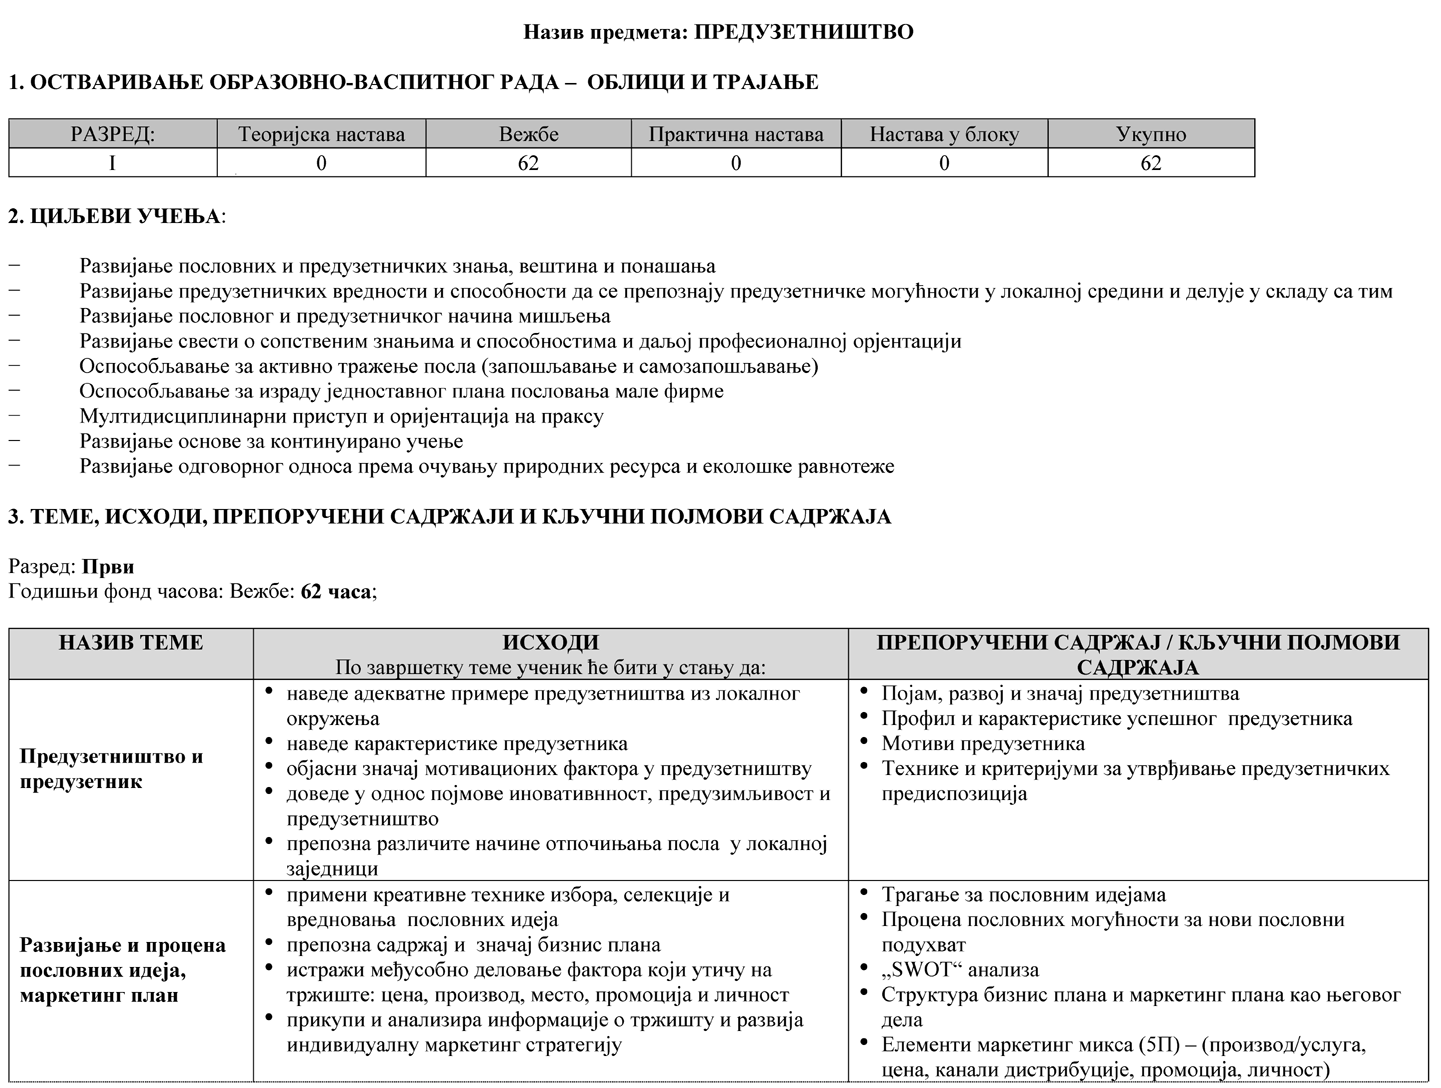 Назив предмета: ПРЕДУЗЕТНИШТВО
1. ОСТВАРИВАЊЕ ОБРАЗОВНО-ВАСПИТНОГ РАДА – ОБЛИЦИ И ТРАЈАЊЕ
РАЗРЕД: Теоријска настава Вежбе Практична настава Настава у блоку Укупно
I 0 62 0 0 62
2. ЦИЉЕВИ УЧЕЊА:
– Развијање пословних и предузетничких знања, вештина и понашања
– Развијање предузетничких вредности и способности да се препознају предузетничке могућности у локалној средини и делује у складу са тим
– Развијање пословног и предузетничког начина мишљења
– Развијање свести о сопственим знањима и способностима и даљој професионалној орјентацији
– Оспособљавање за активно тражење посла (запошљавање и самозапошљавање)
– Оспособљавање за израду једноставног плана пословања мале фирме
– Мултидисциплинарни приступ и оријентација на праксу
– Развијање основе за континуирано учење
– Развијање одговорног односа према очувању природних ресурса и еколошке равнотеже
3. ТЕМЕ, ИСХОДИ, ПРЕПОРУЧЕНИ САДРЖАЈИ И КЉУЧНИ ПОЈМОВИ САДРЖАЈА
Разред: Први
Годишњи фонд часова: Вежбе: 62 часа;
НАЗИВ ТЕМЕ
ИСХОДИ
По завршетку теме ученик ће бити у стању да:
ПРЕПОРУЧЕНИ САДРЖАЈ / КЉУЧНИ ПОЈМОВИ
САДРЖАЈА
Предузетништво и
предузетник
• наведе адекватне примере предузетништва из локалног
окружења
• наведе карактеристике предузетника
• објасни значај мотивационих фактора у предузетништву
• доведе у однос појмове иновативнност, предузимљивост и
предузетништво
• препозна различите начине отпочињања посла у локалној
заједници
• Појам, развој и значај предузетништва
• Профил и карактеристике успешног предузетника
• Мотиви предузетника
• Технике и критеријуми за утврђивање предузетничких
предиспозиција
Развијање и процена
пословних идеја,
маркетинг план
• примени креативне технике избора, селекције и
вредновања пословних идеја
• препозна садржај и значај бизнис плана
• истражи међусобно деловање фактора који утичу на
тржиште: цена, производ, место, промоција и личност
• прикупи и анализира информације о тржишту и развија
индивидуалну маркетинг стратегију
• Трагање за пословним идејама
• Процена пословних могућности за нови пословни
подухват
• „SWOT“ анализа
• Структура бизнис плана и маркетинг плана као његовог
дела
• Елементи маркетинг микса (5П) – (производ/услуга,
цена, канали дистрибуције, промоција, личност)